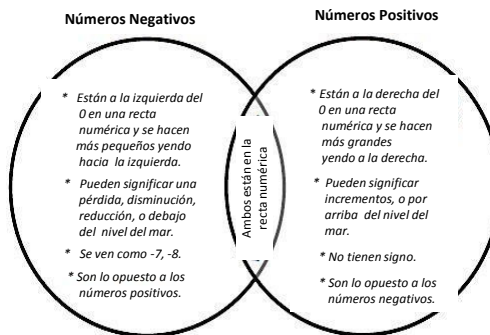 Números Negativos
Números Positivos
* Están a la izquierda del
0 en una recta
numérica y se hacen
más pequeños yendo
hacia la izquierda.
* Pueden significar una
pérdida, disminución,
reducción, o debajo
del nivel del mar.
* Se ven como -7, -8.
* Son lo opuesto a los
números positivos.
Ambos están en la
recta numérica
* Están a la derecha del
0 en una recta
numérica y se hacen
más grandes
yendo a la derecha.
* Pueden significar
incrementos, o por
arriba del nivel del
mar.
* No tienen signo.
* Son lo opuesto a los
números negativos.